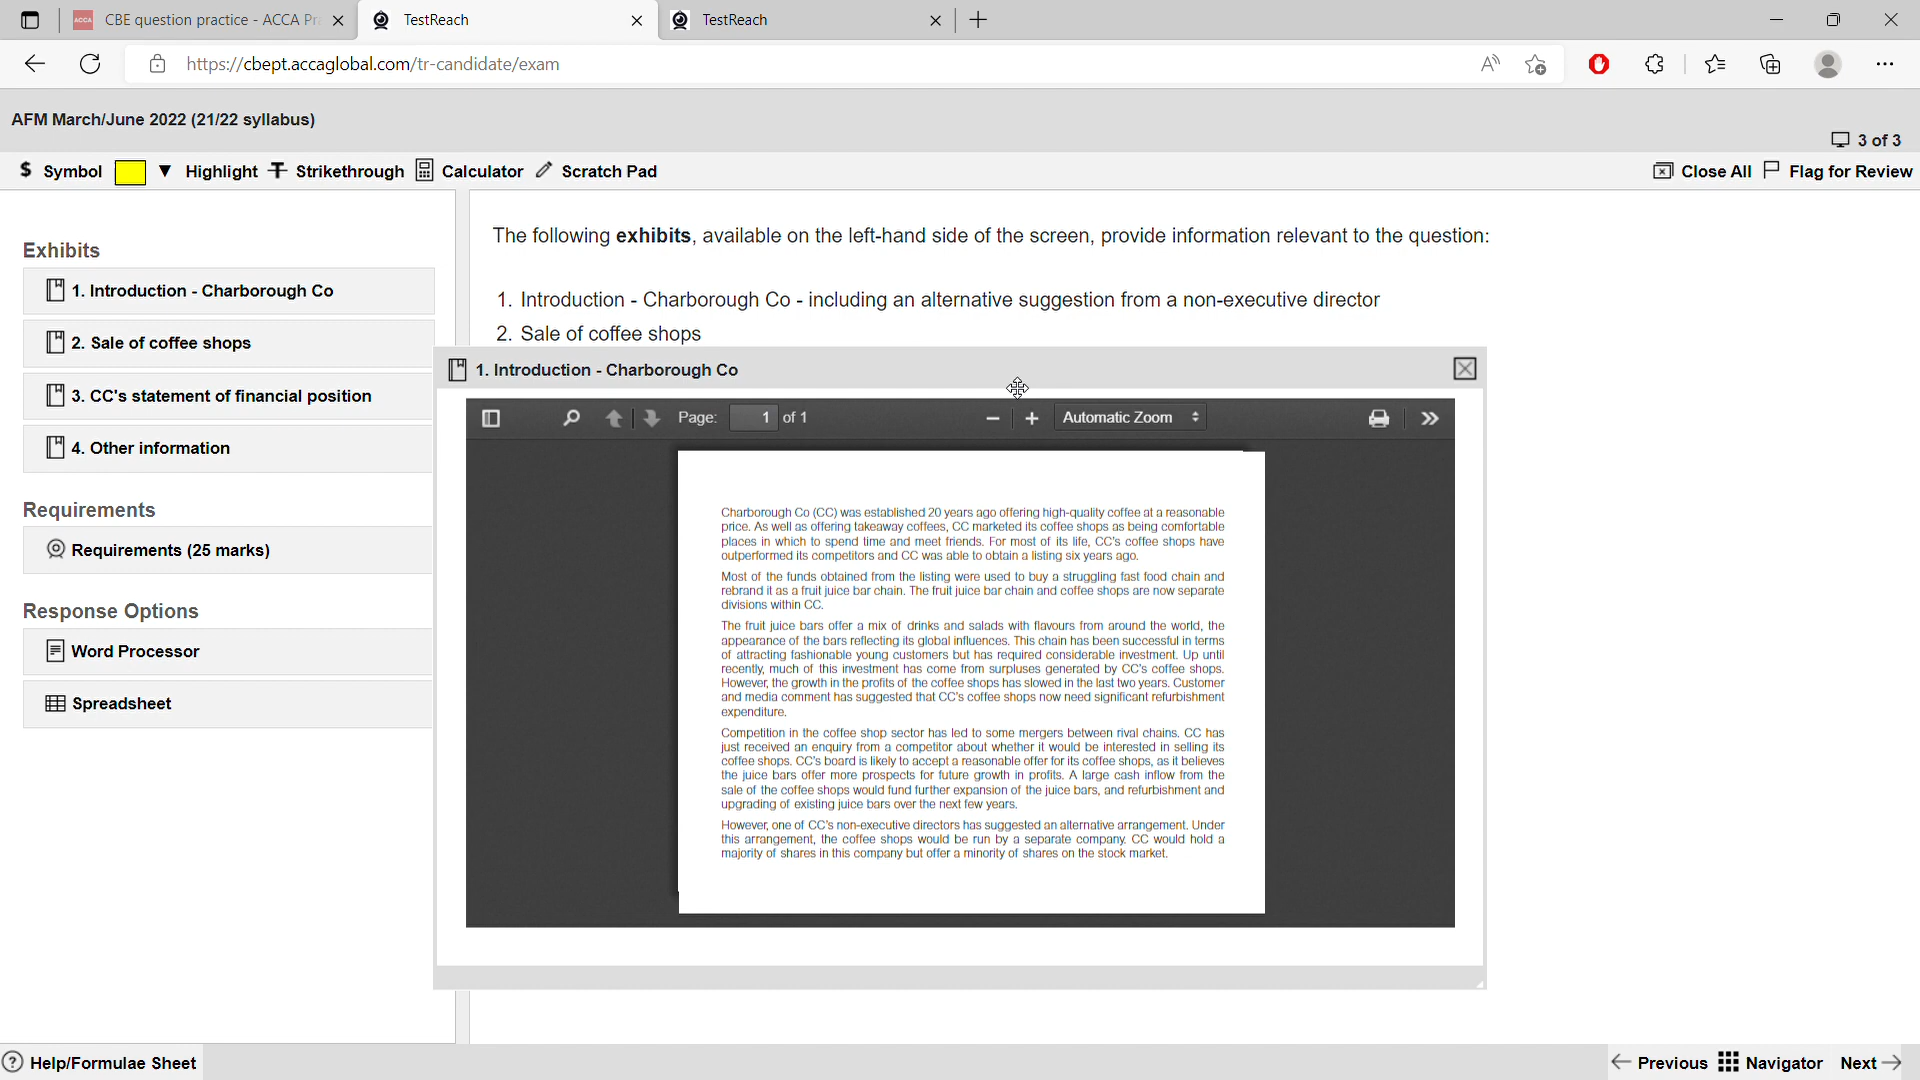 CBE question practice - ACCA Pr
TestReach
TestReach
https://cbept.accaglobal.com/tr-candidate/exam
AFM March/June 2022 (21/22 syllabus)
3 of 3
$ Symbol
Highlight
Strikethrough
Calculator
Scratch Pad
Close All
Flag for Review
Exhibits
1. Introduction - Charborough Co
2. Sale of coffee shops
3. CC's statement of financial position
4. Other information
Requirements
Requirements (25 marks)
Response Options
Word Processor
Spreadsheet
The following exhibits, available on the left-hand side of the screen, provide information relevant to the question:
1. Introduction - Charborough Co - including an alternative suggestion from a non-executive director
2. Sale of coffee shops
1. Introduction - Charborough Co
Page: 1 of 1
Automatic Zoom
Charborough Co (CC) was established 20 years ago offering high-quality coffee at a reasonable
price. As well as offering takeaway coffees, CC marketed its coffee shops as being comfortable
places in which to spend time and meet friends. For most of its life, CC's coffee shops have
outperformed its competitors and CC was able to obtain a listing six years ago.
Most of the funds obtained from the listing were used to buy a struggling fast food chain and
rebrand it as a fruit juice bar chain. The fruit juice bar chain and coffee shops are now separate
divisions within CC.
The fruit juice bars offer a mix of drinks and salads with flavours from around the world, the
appearance of the bars reflecting its global influences. This chain has been successful in terms
of attracting fashionable young customers but has required considerable investment. Up until
recently, much of this investment has come from surpluses generated by CC's coffee shops.
However, the growth in the profits of the coffee shops has slowed in the last two years. Customer
and media comment has suggested that CC's coffee shops now need significant refurbishment
expenditure.
Competition in the coffee shop sector has led to some mergers between rival chains. CC has
just received an enquiry from a competitor about whether it would be interested in selling its
coffee shops. CC's board is likely to accept a reasonable offer for its coffee shops, as it believes
the juice bars offer more prospects for future growth in profits. A large cash inflow from the
sale of the coffee shops would fund further expansion of the juice bars, and refurbishment and
upgrading of existing juice bars over the next few years.
However, one of CC's non-executive directors has suggested an alternative arrangement. Under
this arrangement, the coffee shops would be run by a separate company. CC would hold a
majority of shares in this company but offer a minority of shares on the stock market.
Help/Formulae Sheet
Previous
Navigator
Next